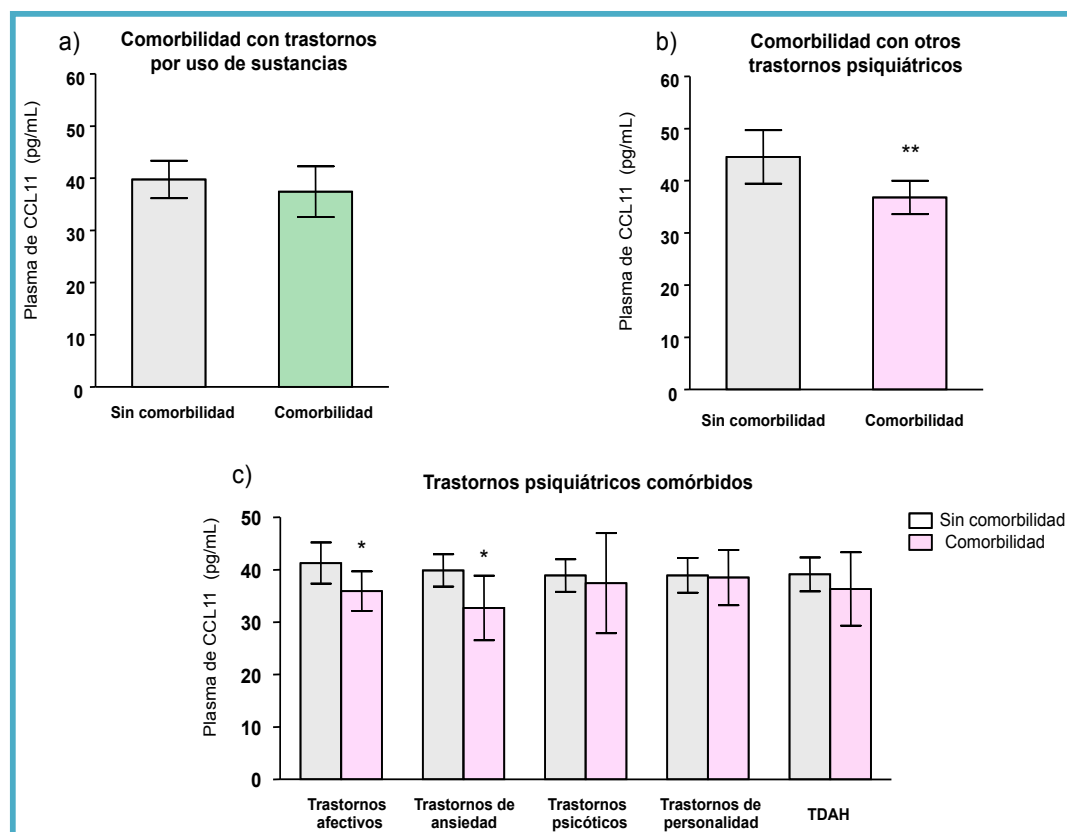 a)
Comorbilidad con trastornos
por uso de sustancias
Plasma de CCL11 (pg/mL)
60
50
40
30
40
10
0
Sin comorbilidad
Comorbilidad
b)
Comorbilidad con otros
trastornos psiquiátricos
Plasma de CCL11 (pg/mL)
60
50
40
30
20
10
0
**
Sin comorbilidad
Comorbilidad
c)
Trastornos psiquiátricos comórbidos
Plasma de CCL11 (pg/mL)
50
40
30
40
10
0
*
*
Sin comorbilidad
Comorbilidad
Trastornos
afectivos
Trastornos de
ansiedad
Trastornos
psicóticos
Trastornos de
personalidad
TDAH